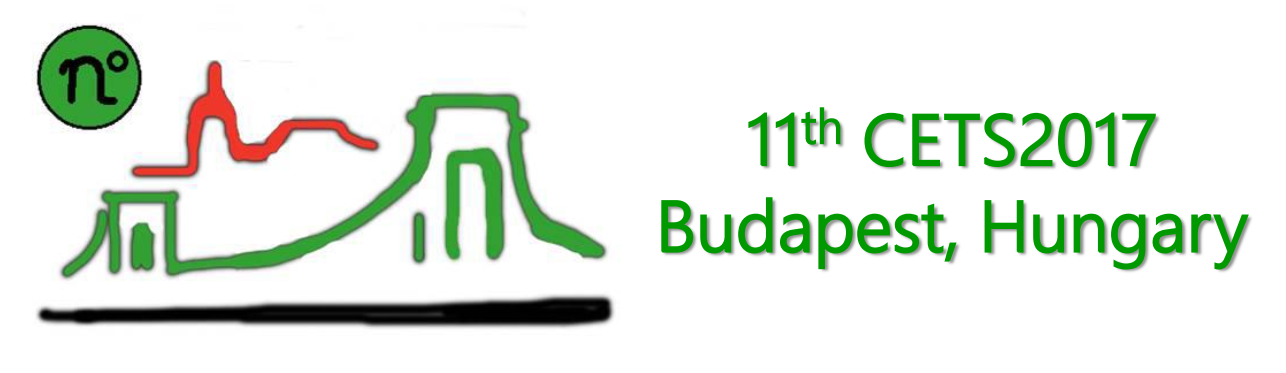 n°
11th CETS2017
Budapest, Hungary